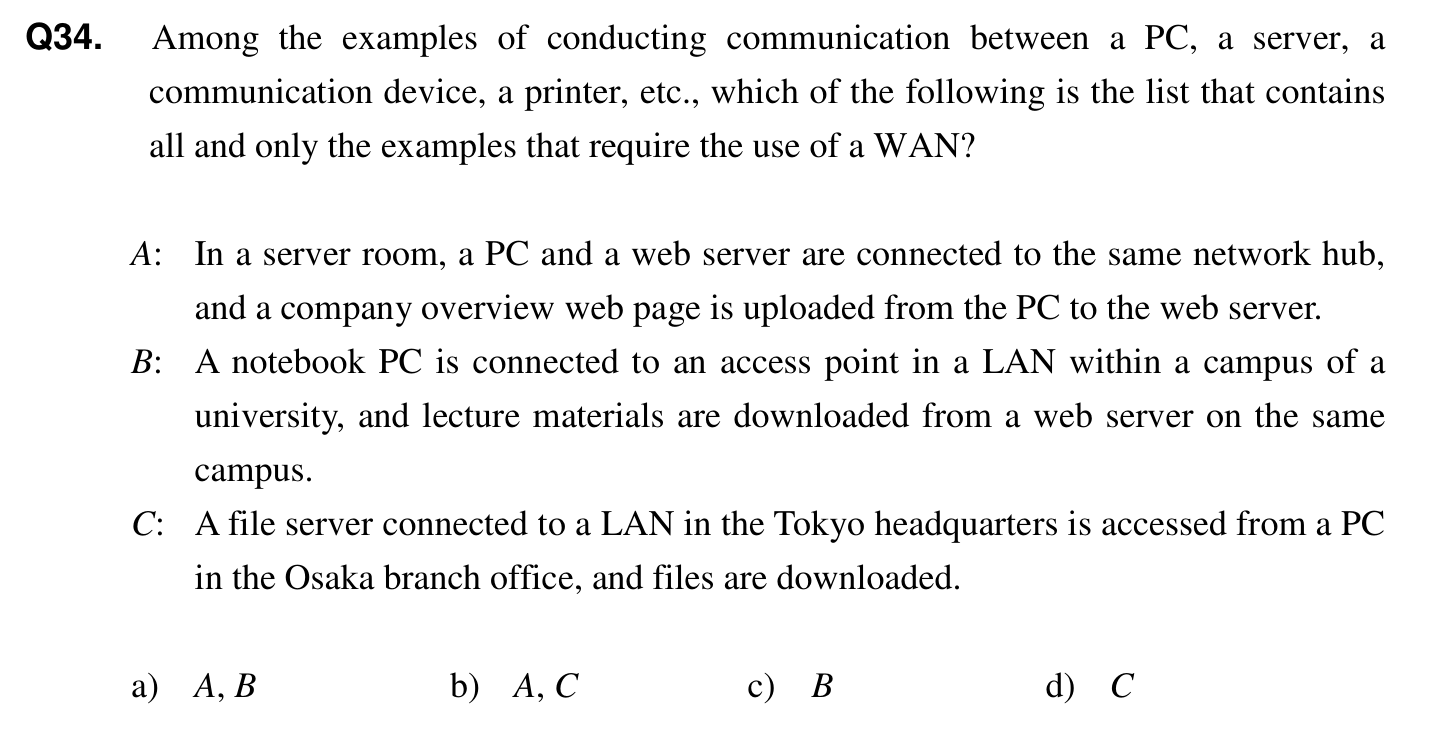 Q34. Among the examples of conducting communication between a PC, a server, a
communication device, a printer, etc., which of the following is the list that contains
all and only the examples that require the use of a WAN?
A: In a server room, a PC and a web server are connected to the same network hub,
and a company overview web page is uploaded from the PC to the web server.
B: A notebook PC is connected to an access point in a LAN within a campus of a
university, and lecture materials are downloaded from a web server on the same
campus.
C: A file server connected to a LAN in the Tokyo headquarters is accessed from a PC
in the Osaka branch office, and files are downloaded.
a) A, B b) A, C c) B d) C